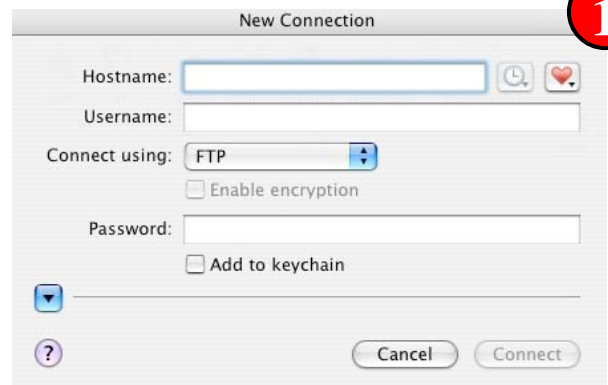 New Connection
1
Hostname:
Username:
Connect using: FTP
Enable encryption
Password:
Add to keychain
?
Cancel Connect